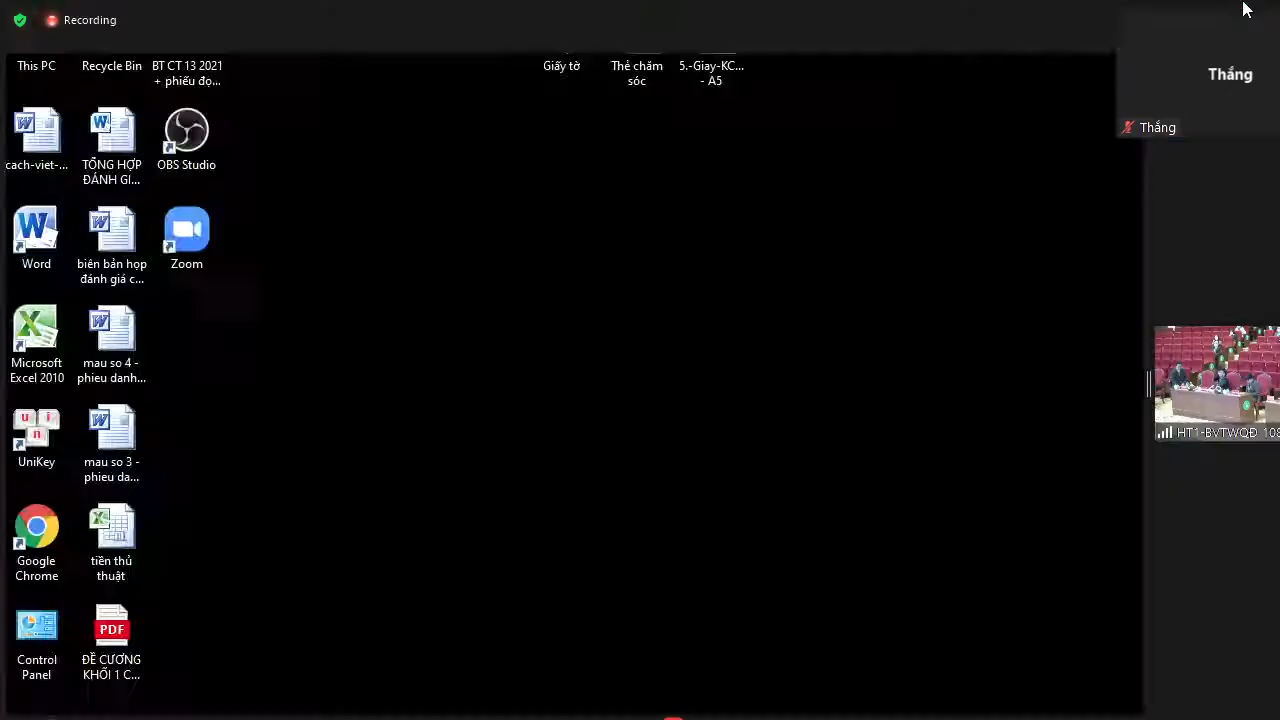 Recording
This PC
Recycle Bin
BT CT 13 2021
+ phiếu đọ...
Giấy tờ
Thẻ chăm
sóc
5.-Giay-KC...
- A5
Thắng
Thắng
cach-viet-...
TỔNG HỢP
ĐÁNH GI...
OBS Studio
Word
biên bản họp
đánh giá c...
Zoom
Microsoft
Excel 2010
mau so 4 -
phieu danh...
UniKey
mau so 3 -
phieu da...
HT1-BVTWQĐ 108
Google
Chrome
tiền thủ
thuật
Control
Panel
PDF
ĐỀ CƯƠNG
KHỐI 1 C...